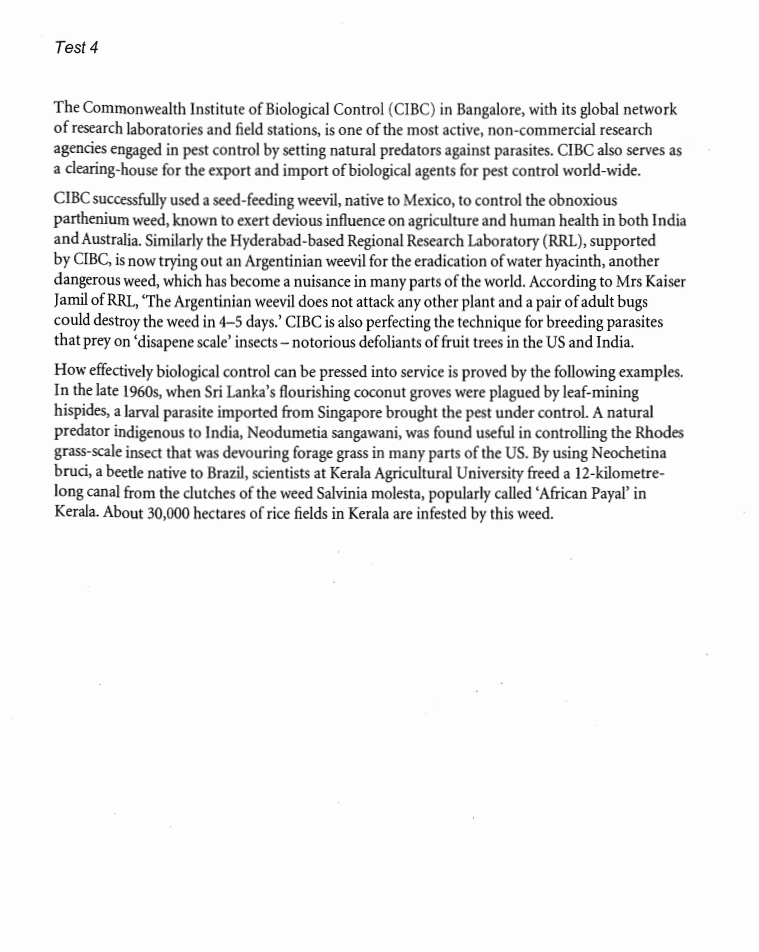 Test 4
The Commonwealth Institute of Biological Control (CIBC) in Bangalore, with its global network
of research laboratories and field stations, is one of the most active, non-commercial research
agencies engaged in pest control by setting natural predators against parasites. CIBC also serves as
a clearing-house for the export and import of biological agents for pest control world-wide.
CIBC successfully used a seed-feeding weevil, native to Mexico, to control the obnoxious
parthenium weed, known to exert devious influence on agriculture and human health in both India
and Australia. Similarly the Hyderabad-based Regional Research Laboratory (RRL), supported
by CIBC, is now trying out an Argentinian weevil for the eradication of water hyacinth, another
dangerous weed, which has become a nuisance in many parts of the world. According to Mrs Kaiser
Jamil of RRL, ‘The Argentinian weevil does not attack any other plant and a pair of adult bugs
could destroy the weed in 4–5 days.’ CIBC is also perfecting the technique for breeding parasites
that prey on ‘disapene scale’ insects – notorious defoliants of fruit trees in the US and India.
How effectively biological control can be pressed into service is proved by the following examples.
In the late 1960s, when Sri Lanka’s flourishing coconut groves were plagued by leaf-mining
hispides, a larval parasite imported from Singapore brought the pest under control. A natural
predator indigenous to India, Neodumetia sangawani, was found useful in controlling the Rhodes
grass-scale insect that was devouring forage grass in many parts of the US. By using Neochetina
bruci, a beetle native to Brazil, scientists at Kerala Agricultural University freed a 12-kilometre-
long canal from the clutches of the weed Salvinia molesta, popularly called ‘African Payal’ in
Kerala. About 30,000 hectares of rice fields in Kerala are infested by this weed.